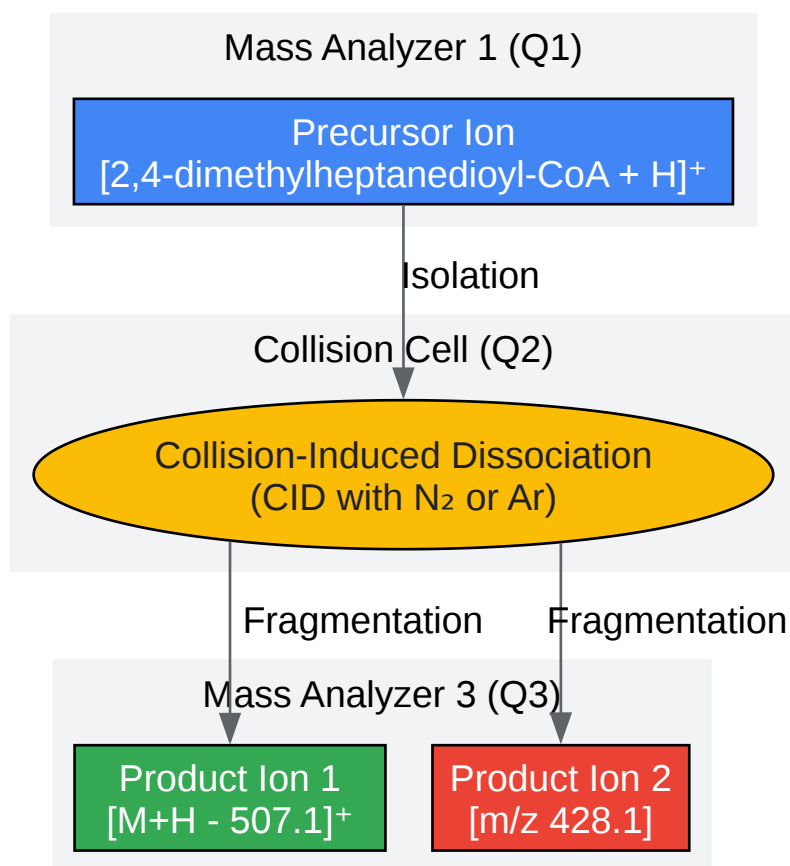 Mass Analyzer 1 (Q1)
Precursor Ion
[2,4-dimethylheptanedioyl-CoA + H]⁺
Isolation
Collision Cell (Q2)
Collision-Induced Dissociation
(CID with N₂ or Ar)
Fragmentation
Fragmentation
Mass Analyzer 3 (Q3)
Product Ion 1
[M+H - 507.1]⁺
Product Ion 2
[m/z 428.1]